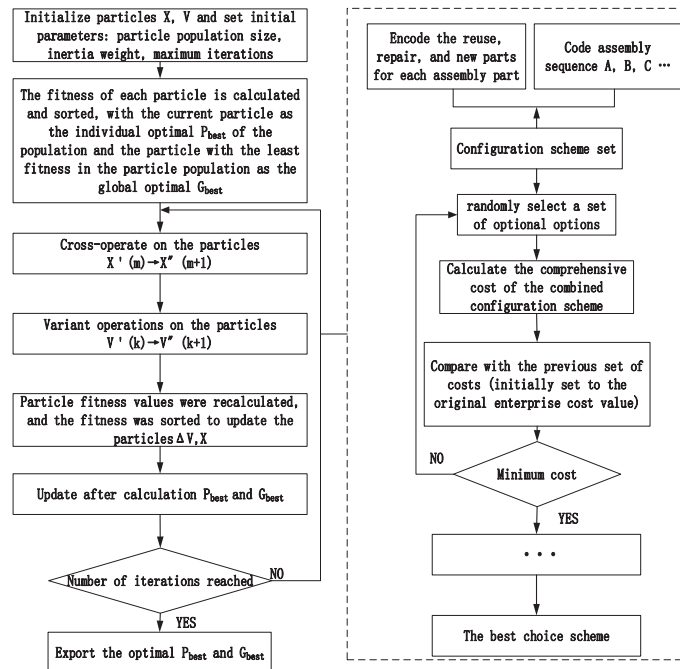 Initialize particles X, V and set initial
parameters: particle population size,
inertia weight, maximum iterations
The fitness of each particle is calculated
and sorted, with the current particle as
the individual optimal Pbest of the
population and the particle with the least
fitness in the particle population as the
global optimal Gbest
Cross-operate on the particles
X'(m)→X″(m+1)
Variant operations on the particles
V'(k)→V″(k+1)
Particle fitness values were recalculated,
and the fitness was sorted to update the
particles ΔV,X
Update after calculation Pbest and Gbest
Number of iterations reached
NO
YES
Export the optimal Pbest and Gbest
Encode the reuse,
repair, and new parts
for each assembly part
Code assembly
sequence A, B, C …
Configuration scheme set
randomly select a set
of optional options
Calculate the comprehensive
cost of the combined
configuration scheme
Compare with the previous set of
costs (initially set to the
original enterprise cost value)
NO
Minimum cost
YES
...
The best choice scheme